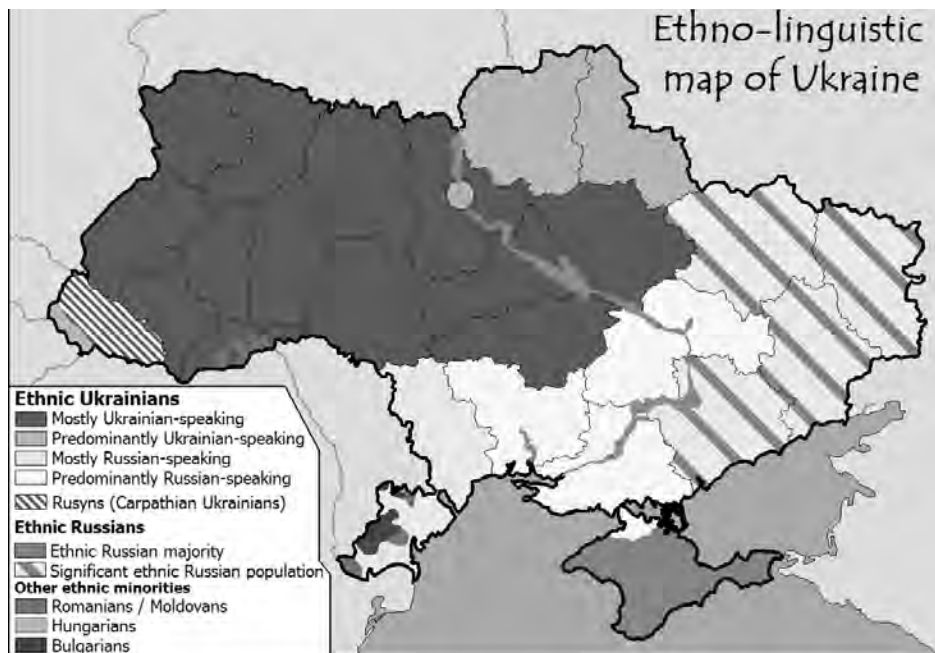 Ethno-linguistic
map of Ukraine
Ethnic Ukrainians
Mostly Ukrainian-speaking
Predominantly Ukrainian-speaking
Mostly Russian-speaking
Predominantly Russian-speaking
Rusyns (Carpathian Ukrainians)
Ethnic Russians
Ethnic Russian majority
Significant ethnic Russian population
Other ethnic minorities
Romanians / Moldovans
Hungarians
Bulgarians